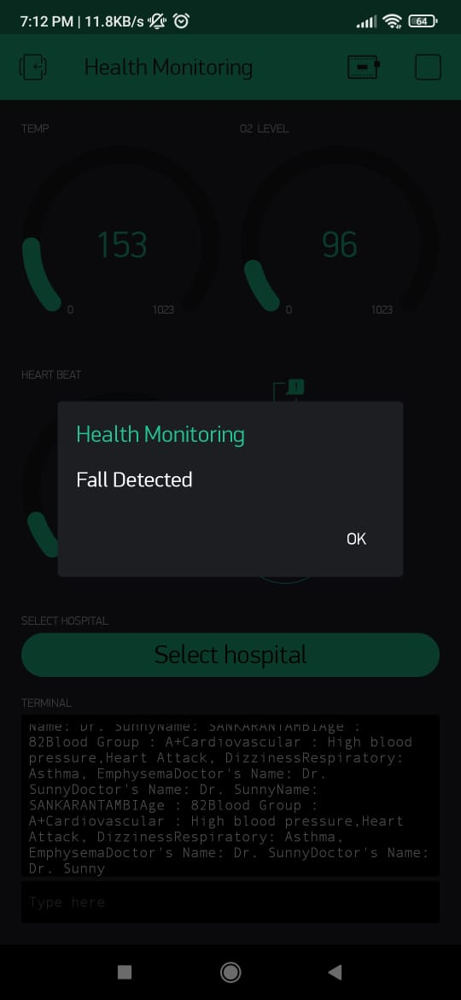 7:12 PM | 11.8KB/s
64
Health Monitoring
TEMP
O2 LEVEL
153
96
0
1023
0
1023
HEART BEAT
!
Health Monitoring
Fall Detected
OK
SELECT HOSPITAL
Select hospital
TERMINAL
Name: Dr. SunnyName: SANKARANTAMBIAge :
82Blood Group : A+Cardiovascular : High blood
pressure,Heart Attack, DizzinessRespiratory:
Asthma, EmphysemaDoctor's Name: Dr.
SunnyDoctor's Name: Dr. SunnyName:
SANKARANTAMBIAge : 82Blood Group :
A+Cardiovascular : High blood pressure,Heart
Attack, DizzinessRespiratory: Asthma,
EmphysemaDoctor's Name: Dr. SunnyDoctor's Name:
Dr. Sunny
Type here